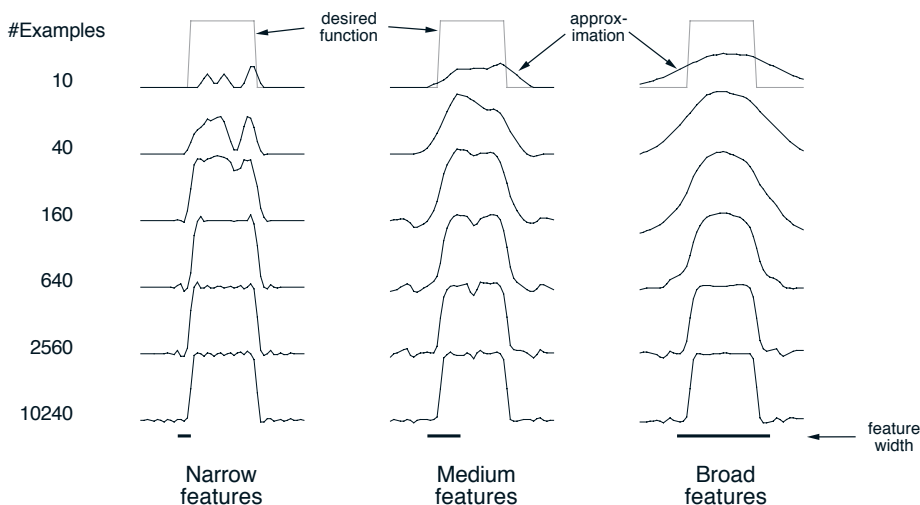 #Examples
desired
function
approx-
imation
10
40
160
640
2560
10240
feature
width
Narrow
features
Medium
features
Broad
features